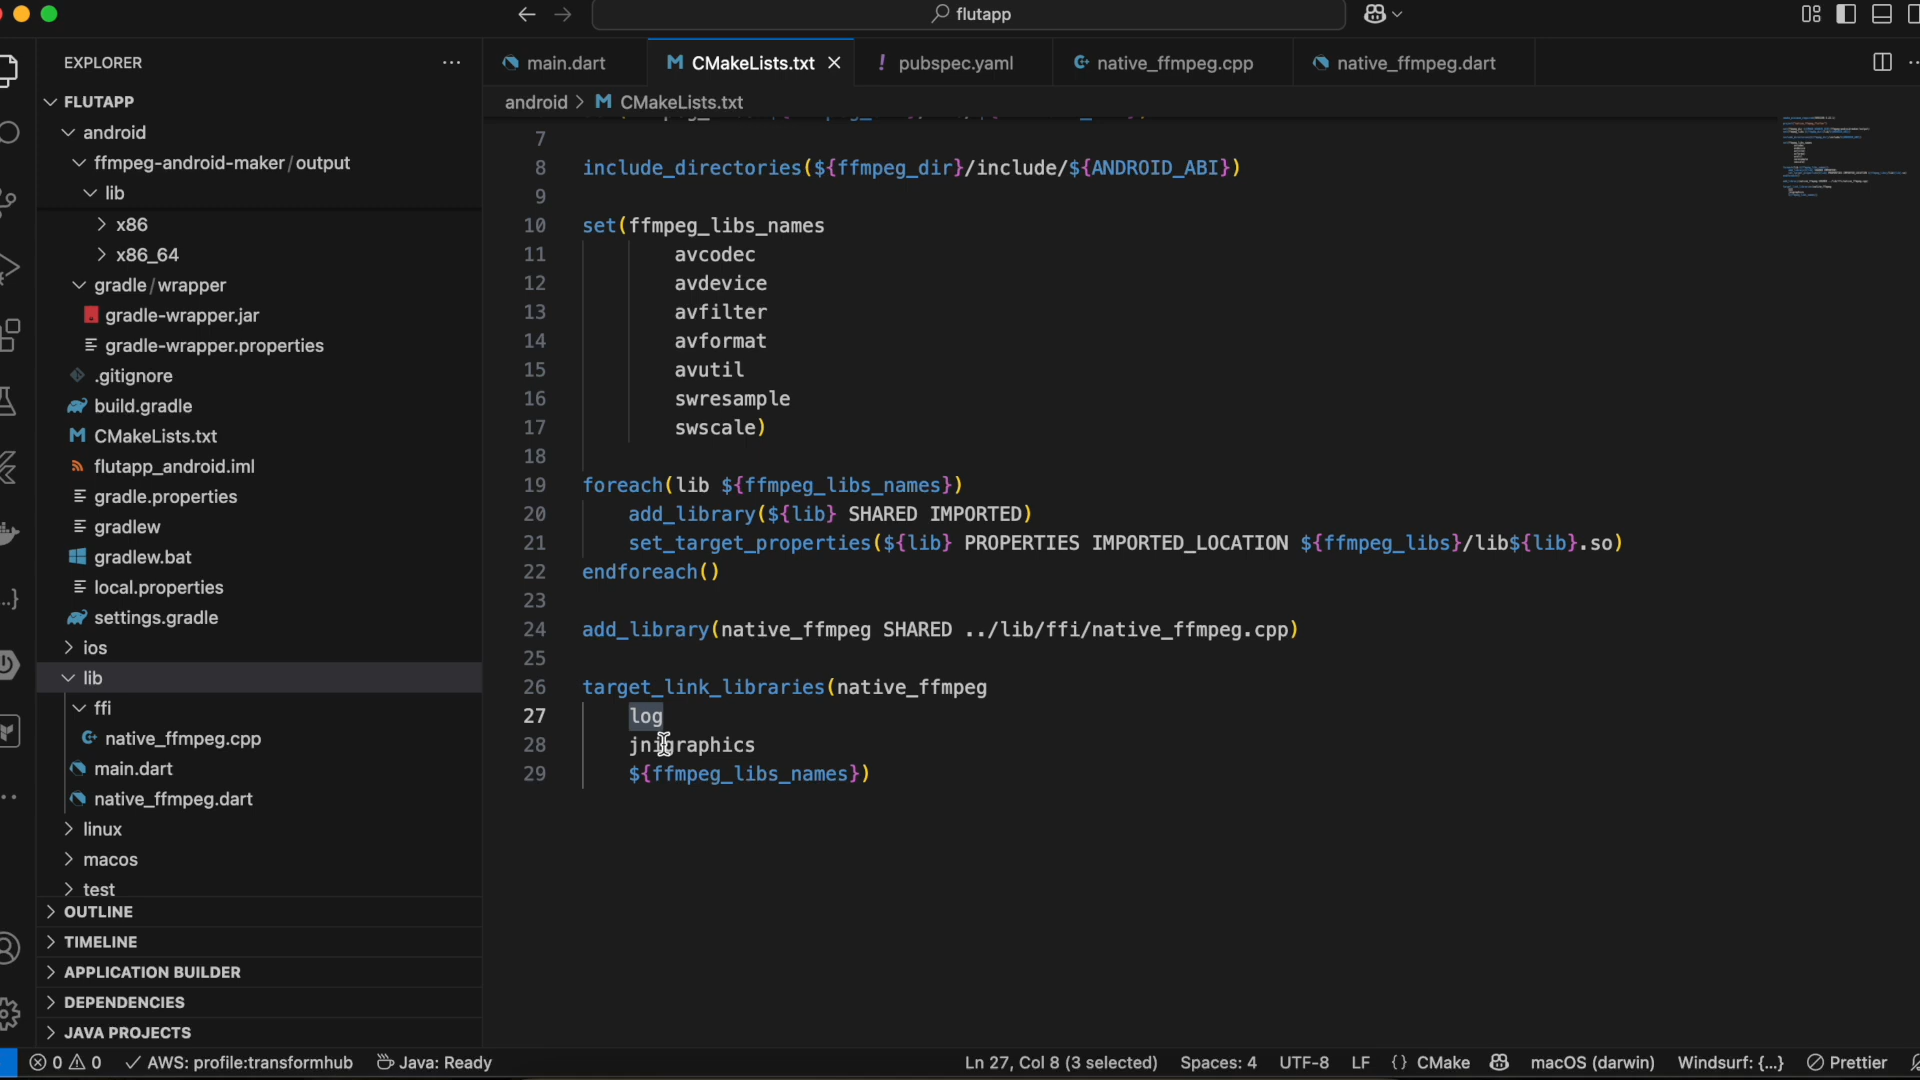 flutapp
EXPLORER
main.dart
CMakeLists.txt
pubspec.yaml
native_ffmpeg.cpp
native_ffmpeg.dart
android > CMakeLists.txt
FLUTAPP
android
ffmpeg-android-maker/output
lib
x86
x86_64
gradle/wrapper
gradle-wrapper.jar
gradle-wrapper.properties
.gitignore
build.gradle
CMakeLists.txt
flutapp_android.iml
gradle.properties
gradlew
gradlew.bat
local.properties
settings.gradle
ios
lib
ffi
native_ffmpeg.cpp
main.dart
native_ffmpeg.dart
linux
macos
test
OUTLINE
TIMELINE
APPLICATION BUILDER
DEPENDENCIES
JAVA PROJECTS
7
8 include_directories(${ffmpeg_dir}/include/${ANDROID_ABI})
9
10 set(ffmpeg_libs_names
11 avcodec
12 avdevice
13 avfilter
14 avformat
15 avutil
16 swresample
17 swscale)
18
19 foreach(lib ${ffmpeg_libs_names})
20 add_library(${lib} SHARED IMPORTED)
21 set_target_properties(${lib} PROPERTIES IMPORTED_LOCATION ${ffmpeg_libs}/lib${lib}.so)
22 endforeach()
23
24 add_library(native_ffmpeg SHARED ../lib/ffi/native_ffmpeg.cpp)
25
26 target_link_libraries(native_ffmpeg
27 log
28 jnigraphics
29 ${ffmpeg_libs_names})
0 0 AWS: profile:transformhub Java: Ready Ln 27, Col 8 (3 selected) Spaces: 4 UTF-8 LF {} CMake macOS (darwin) Windsurf: {...} Prettier